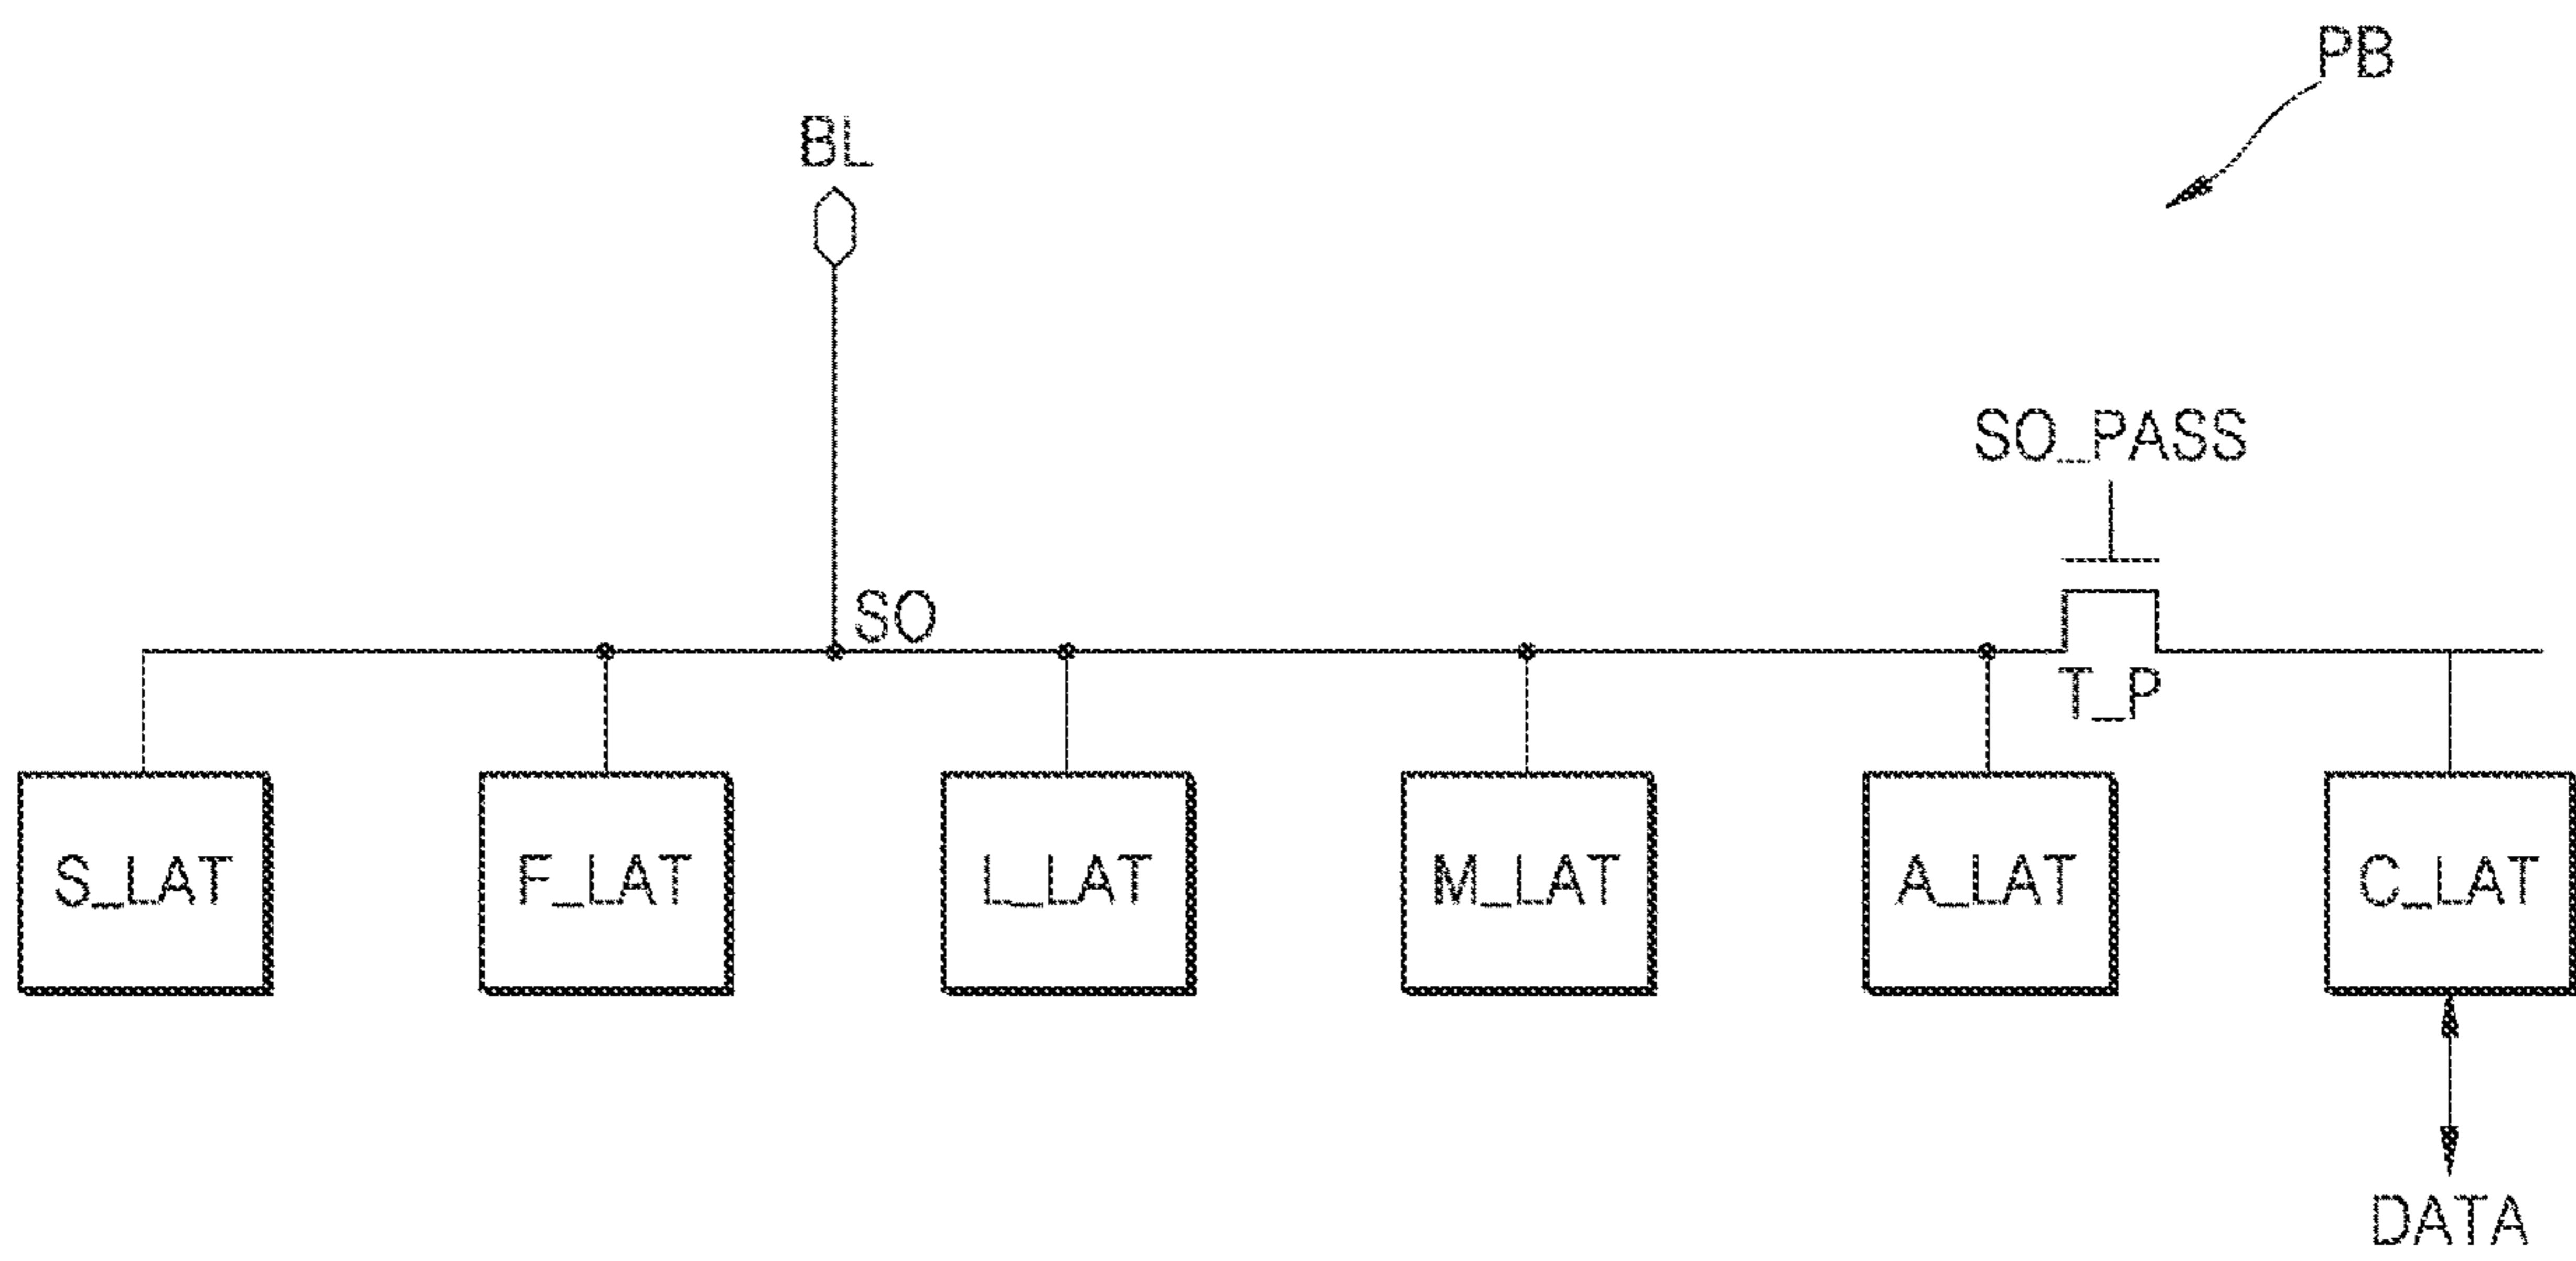 PB
BL
SO_PASS
SO
T_P
S_LAT F_LAT L_LAT M_LAT A_LAT C_LAT
DATA